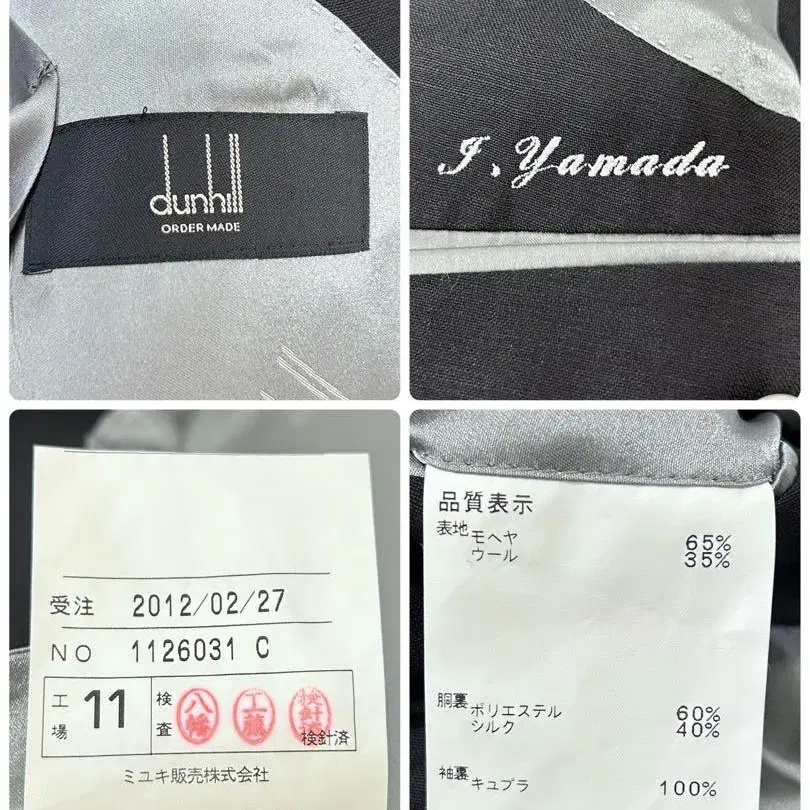 dunhill
ORDER MADE
I.Yamada
受注 2012/02/27
NO 1126031 C
工場 11 検査 八幡 工藤 検針済
検針済
ミユキ販売株式会社
品質表示
表地 モヘヤ 65%
ウール 35%
胴裏 ポリエステル 60%
シルク 40%
袖裏 キュプラ 100%